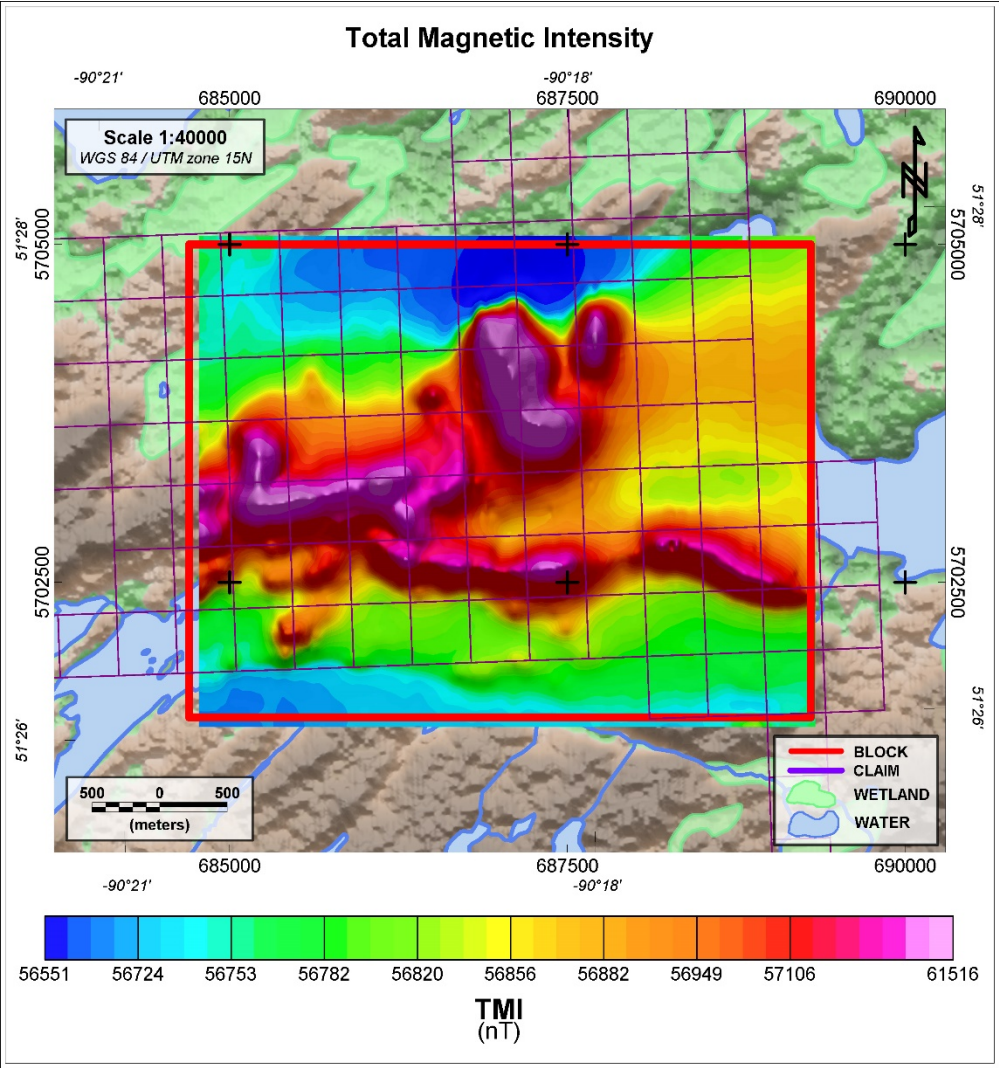 Total Magnetic Intensity
-90°21' -90°18'
685000 687500 690000
Scale 1:40000
WGS 84 / UTM zone 15N
51°28' 5705000 5705000 51°28'
5702500 5702500
51°26' 51°26'
BLOCK
CLAIM
WETLAND
WATER
500 0 500
(meters)
685000 687500 690000
-90°21' -90°18'
56551 56724 56753 56782 56820 56856 56882 56949 57106 61516
TMI
(nT)